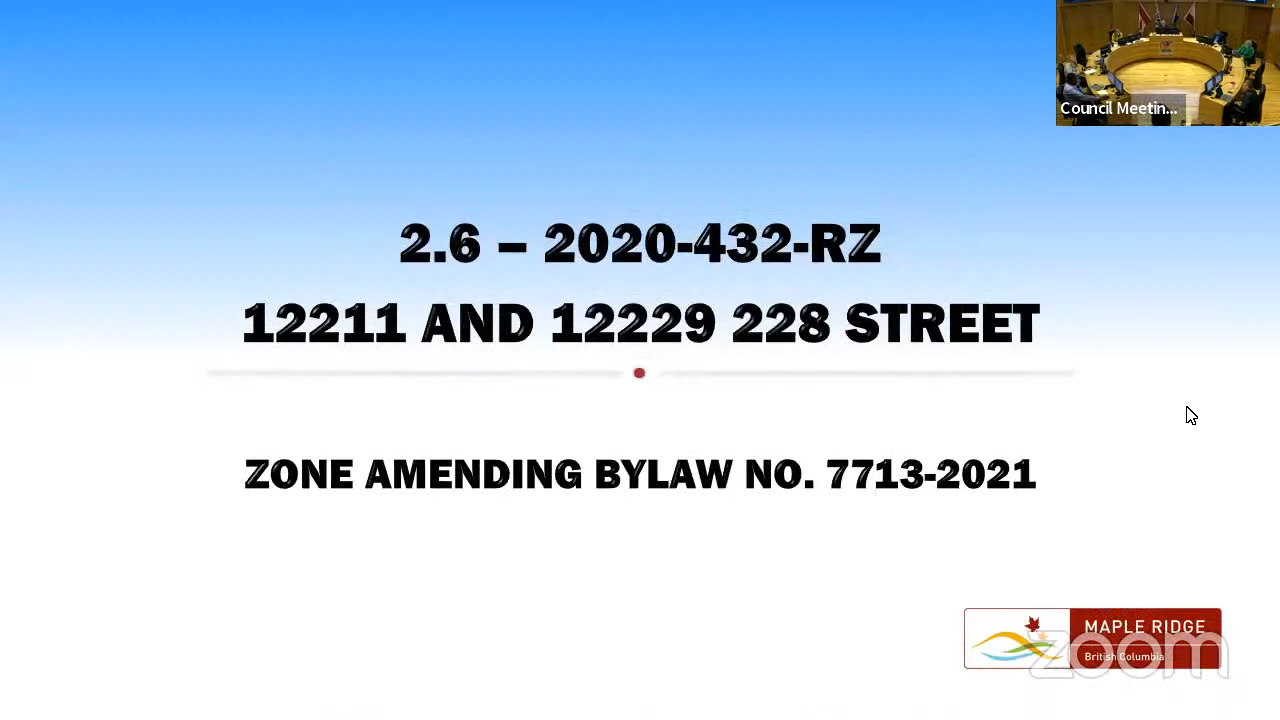 Council Meetin...
2.6 – 2020-432-RZ
12211 AND 12229 228 STREET
ZONE AMENDING BYLAW NO. 7713-2021
MAPLE RIDGE
British Columbia
zoom